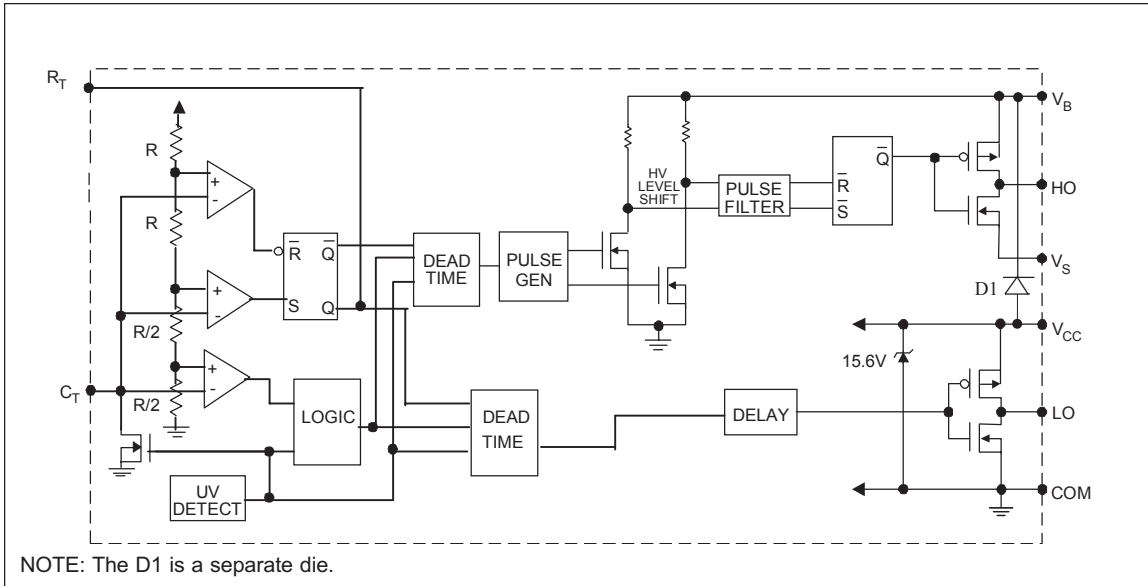 R_T
V_B
R
+
-
HV
LEVEL
SHIFT
PULSE
FILTER
R̅
S̅
Q̅
HO
R
R̅
Q̅
S
Q
DEAD
TIME
PULSE
GEN
V_S
D1
+
-
R/2
V_CC
15.6V
+
-
C_T
R/2
LOGIC
DEAD
TIME
DELAY
LO
UV
DETECT
COM
NOTE: The D1 is a separate die.